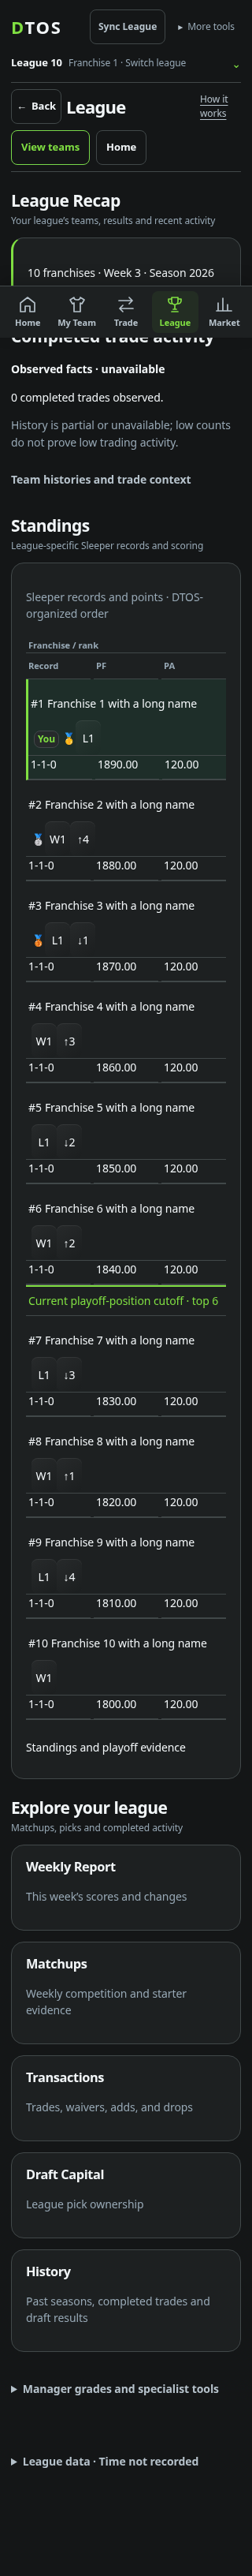 DTOS
Sync League
▸ More tools
League 10 Franchise 1 · Switch league
← Back
League
How it
works
View teams
Home
League Recap
Your league's teams, results and recent activity
10 franchises · Week 3 · Season 2026
Home
My Team
Trade
League
Market
Completed trade activity
Observed facts · unavailable
0 completed trades observed.
History is partial or unavailable; low counts
do not prove low trading activity.
Team histories and trade context
Standings
League-specific Sleeper records and scoring
Sleeper records and points · DTOS-
organized order
Franchise / rank
Record PF PA
#1 Franchise 1 with a long name
You 🥇 L1
1-1-0 1890.00 120.00
#2 Franchise 2 with a long name
🥈 W1 ↑4
1-1-0 1880.00 120.00
#3 Franchise 3 with a long name
🥉 L1 ↓1
1-1-0 1870.00 120.00
#4 Franchise 4 with a long name
W1 ↑3
1-1-0 1860.00 120.00
#5 Franchise 5 with a long name
L1 ↓2
1-1-0 1850.00 120.00
#6 Franchise 6 with a long name
W1 ↑2
1-1-0 1840.00 120.00
Current playoff-position cutoff · top 6
#7 Franchise 7 with a long name
L1 ↓3
1-1-0 1830.00 120.00
#8 Franchise 8 with a long name
W1 ↑1
1-1-0 1820.00 120.00
#9 Franchise 9 with a long name
L1 ↓4
1-1-0 1810.00 120.00
#10 Franchise 10 with a long name
W1
1-1-0 1800.00 120.00
Standings and playoff evidence
Explore your league
Matchups, picks and completed activity
Weekly Report
This week's scores and changes
Matchups
Weekly competition and starter
evidence
Transactions
Trades, waivers, adds, and drops
Draft Capital
League pick ownership
History
Past seasons, completed trades and
draft results
▶ Manager grades and specialist tools
▶ League data · Time not recorded